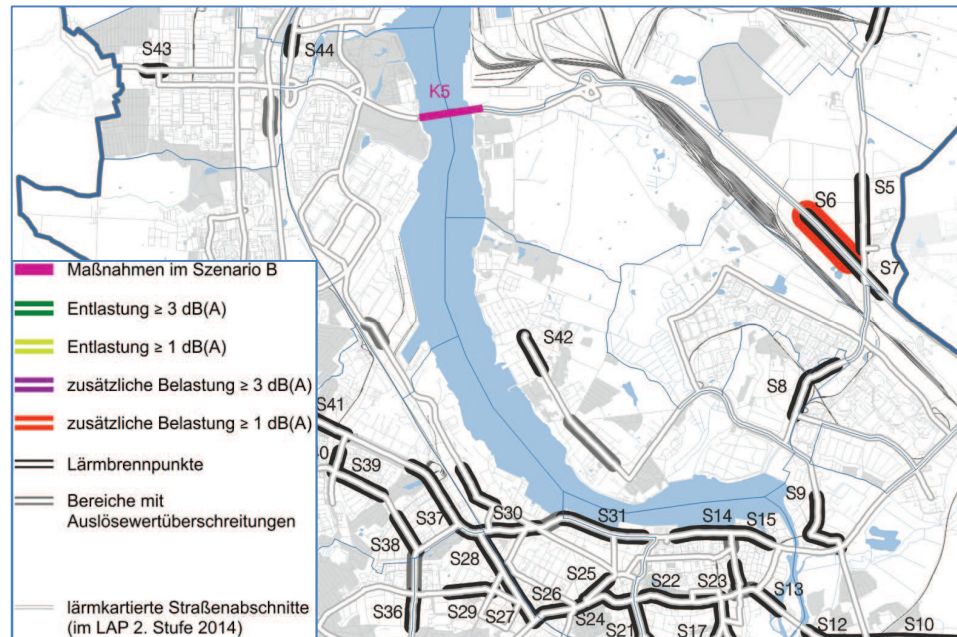 S43
S44
K5
S5
S6
S7
S42
S8
S41
40
S39
S9
S37
S30
S31
S14
S15
S38
S28
S25
S22
S23
S13
S36
S29
S27
S26
S24
S21
S17
S12
S10
Maßnahmen im Szenario B
Entlastung ≥ 3 dB(A)
Entlastung ≥ 1 dB(A)
zusätzliche Belastung ≥ 3 dB(A)
zusätzliche Belastung ≥ 1 dB(A)
Lärmbrennpunkte
Bereiche mit
Auslösewertüberschreitungen
lärmkartierte Straßenabschnitte
(im LAP 2. Stufe 2014)